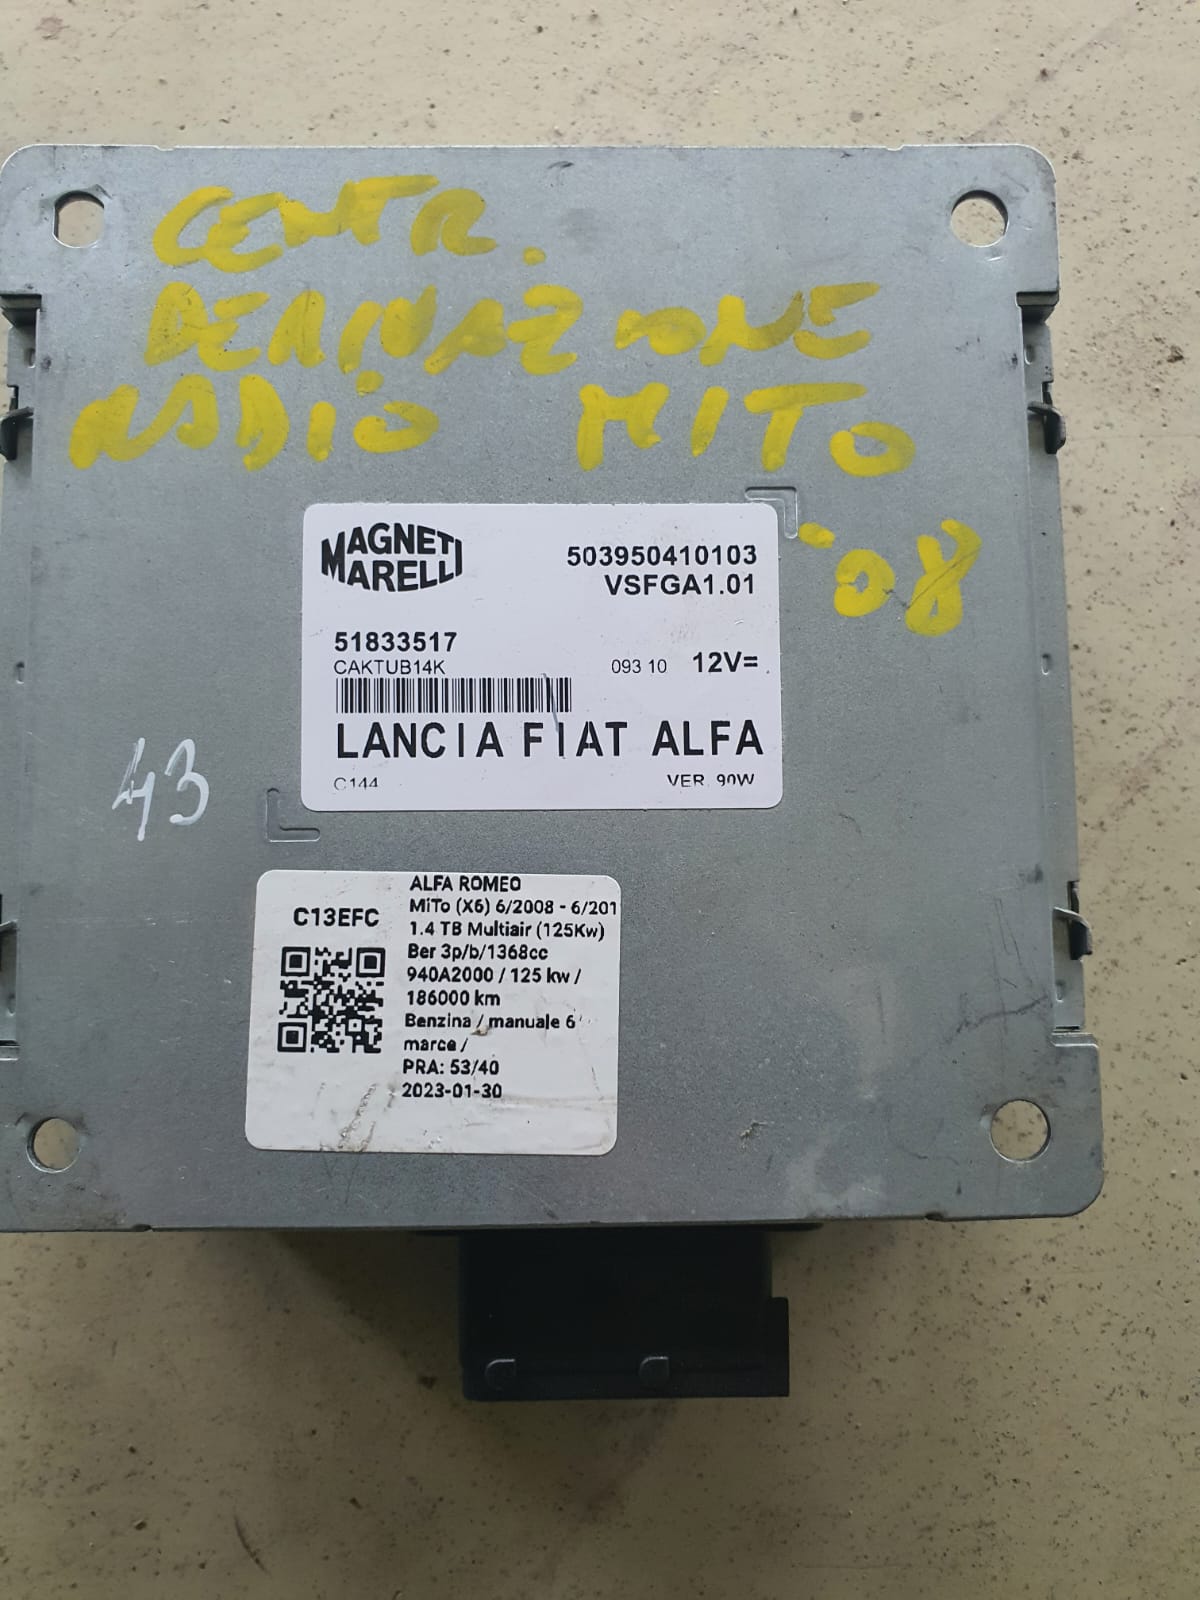 CENTR.
DERIVAZIONE
RADIO MITO
-08
MAGNETI
MARELLI
503950410103
VSFGA1.01
51833517
CAKTUB14K 093 10 12V=
LANCIA FIAT ALFA
C144 VER. 90W
43
C13EFC
ALFA ROMEO
MiTo (X6) 6/2008 - 6/201
1.4 TB Multiair (125Kw)
Ber 3p/b/1368cc
940A2000 / 125 kw /
186000 km
Benzina / manuale 6
marce /
PRA: 53/40
2023-01-30